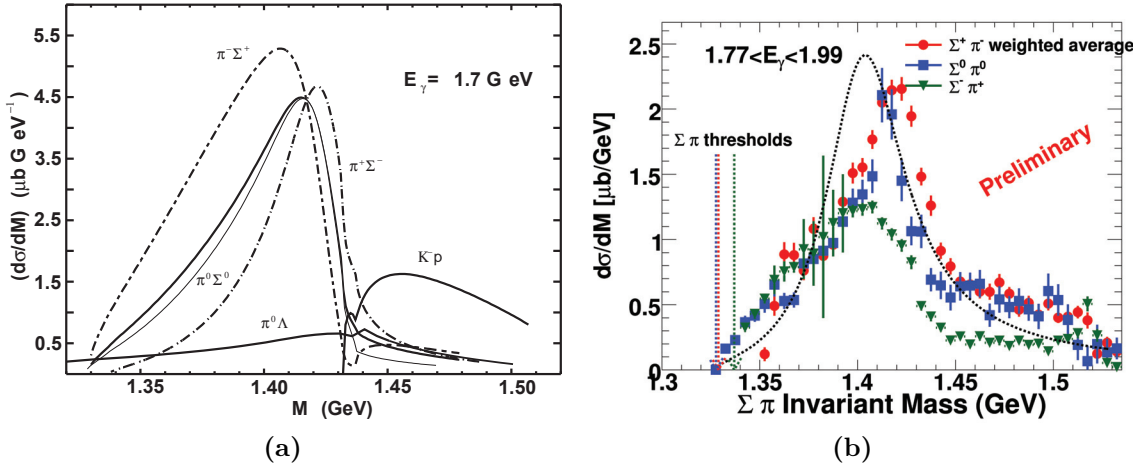 5.5
4.5
3.5
2.5
1.5
0.5
(dσ/dM) (μb G eV⁻¹)
π⁻Σ⁺
E_γ= 1.7 G eV
π⁺Σ⁻
π⁰Σ⁰
K⁻p
π⁰Λ
1.35 1.40 1.45 1.50
M (GeV)
(a)
2.5
2
1.5
1
0.5
0
dσ/dM [μb/GeV]
1.77<E_γ<1.99
Σ⁺ π⁻ weighted average
Σ⁰ π⁰
Σ⁻ π⁺
Σ π thresholds
Preliminary
1.3 1.35 1.4 1.45 1.5
Σ π Invariant Mass (GeV)
(b)